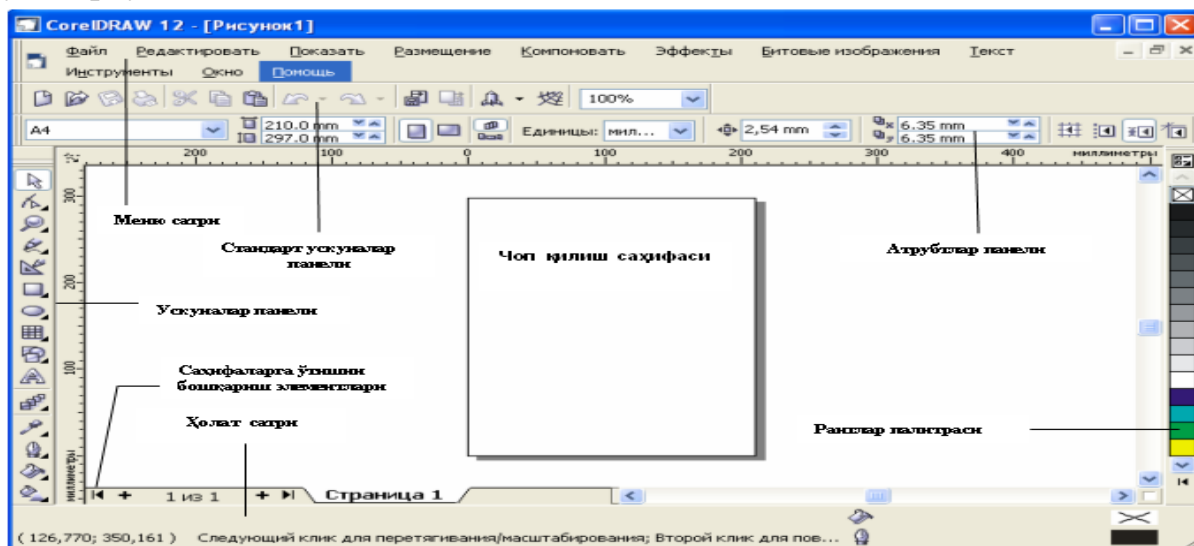 CorelDRAW 12 - [Рисунок1]
Файл Редактировать Показать Размещение Компоновать Эффекты Битовые изображения Текст
Инструменты Окно Помощь
100%
A4 210.0 mm 297.0 mm Единицы: мил... 2,54 mm 6.35 mm 6.35 mm
200 100 0 100 200 300 400 миллиметры
300
200
100
миллиметры
Меню сатри
Стандарт ускуналар
панели
Чоп қилиш саҳифаси
Атрубтлар панели
Ускуналар панели
Саҳифаларга ўтишни
бошқариш элементлари
Ҳолат сатри
Ранглар палитраси
1 из 1 Страница 1
( 126,770; 350,161 ) Следующий клик для перетягивания/масштабирования; Второй клик для пов...